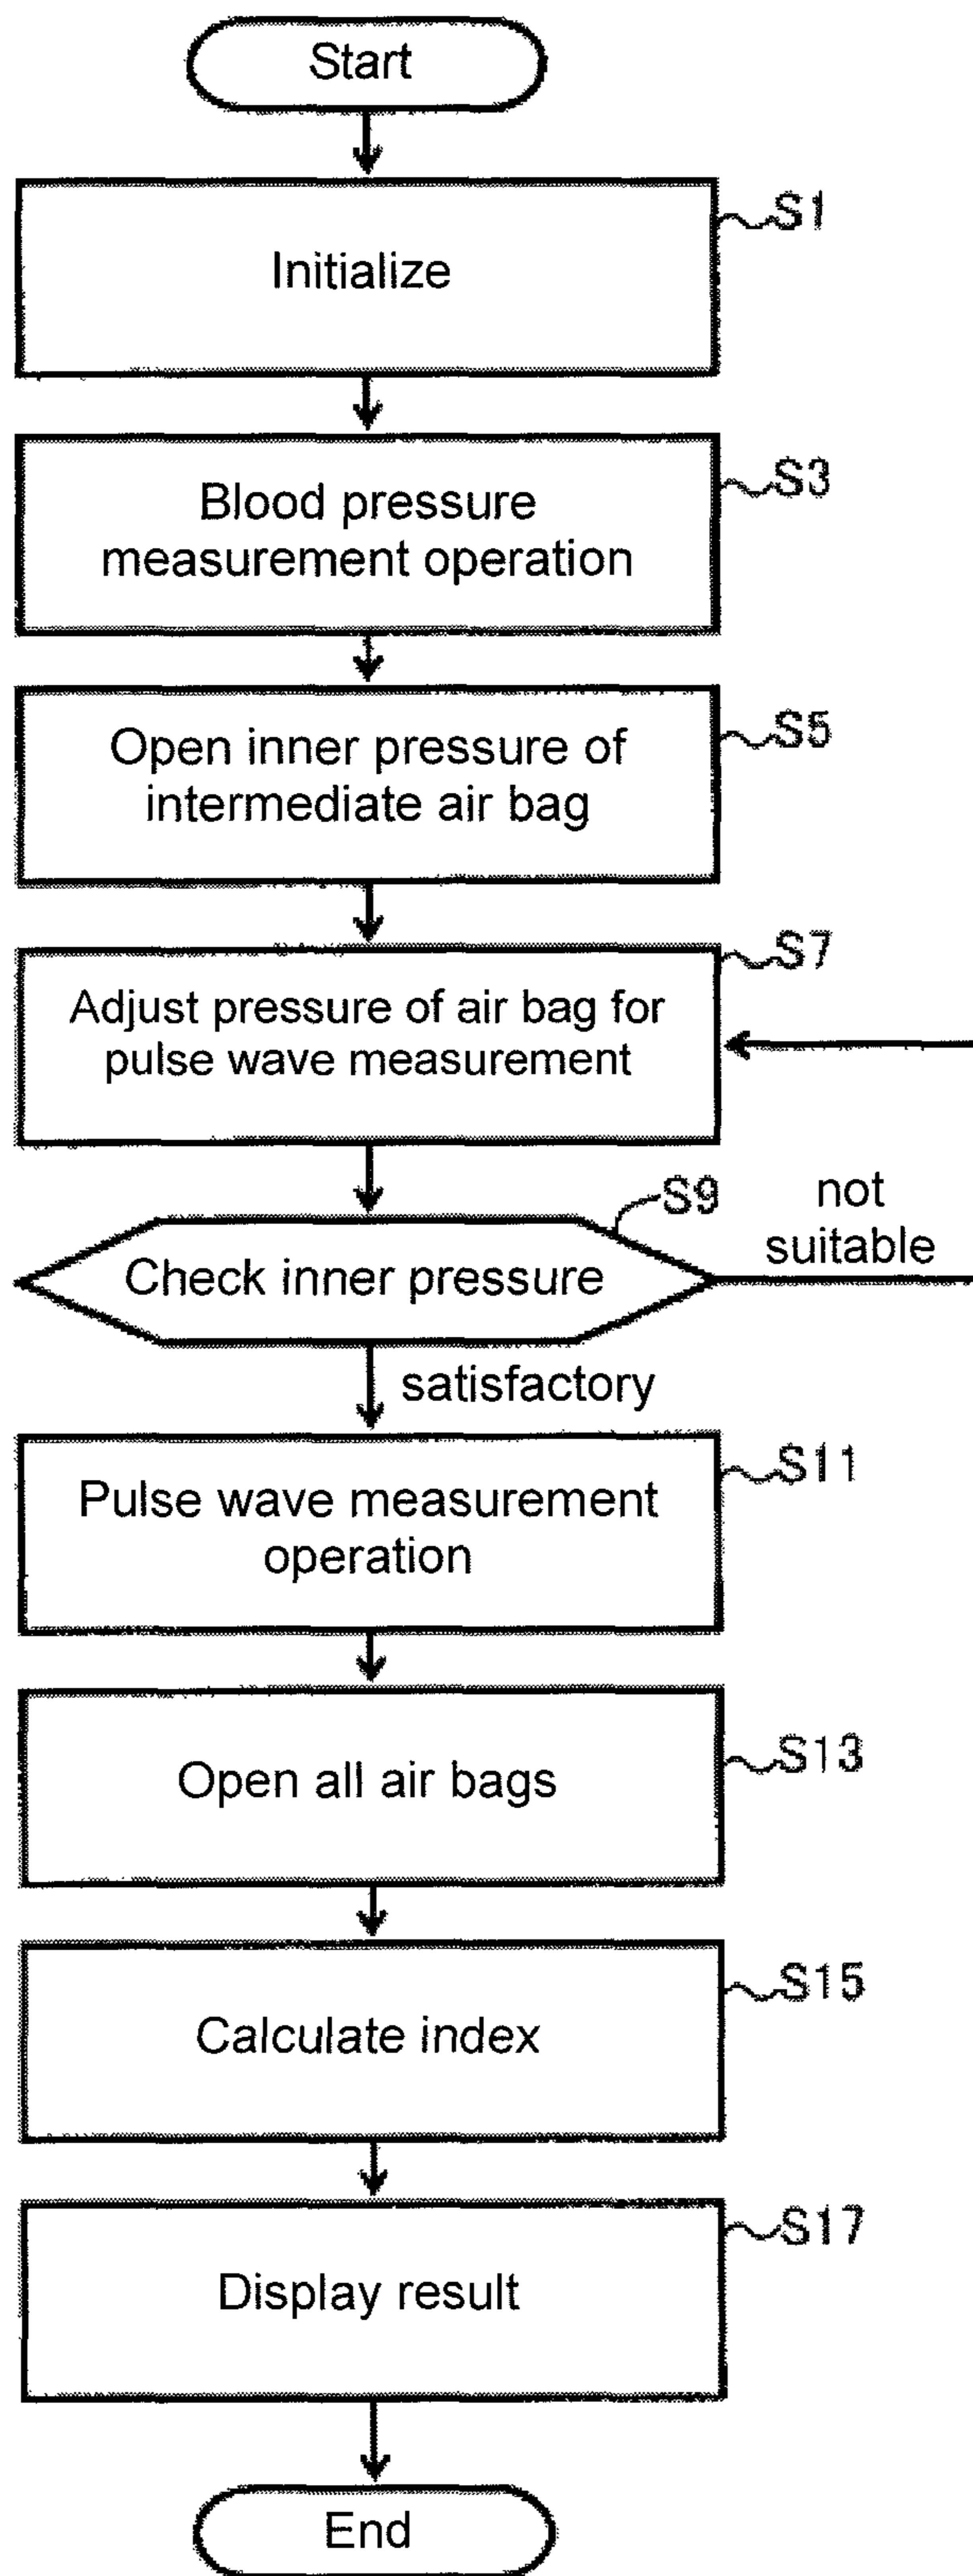 Start
S1
Initialize
S3
Blood pressure
measurement operation
S5
Open inner pressure of
intermediate air bag
S7
Adjust pressure of air bag for
pulse wave measurement
S9
not
suitable
Check inner pressure
satisfactory
S11
Pulse wave measurement
operation
S13
Open all air bags
S15
Calculate index
S17
Display result
End